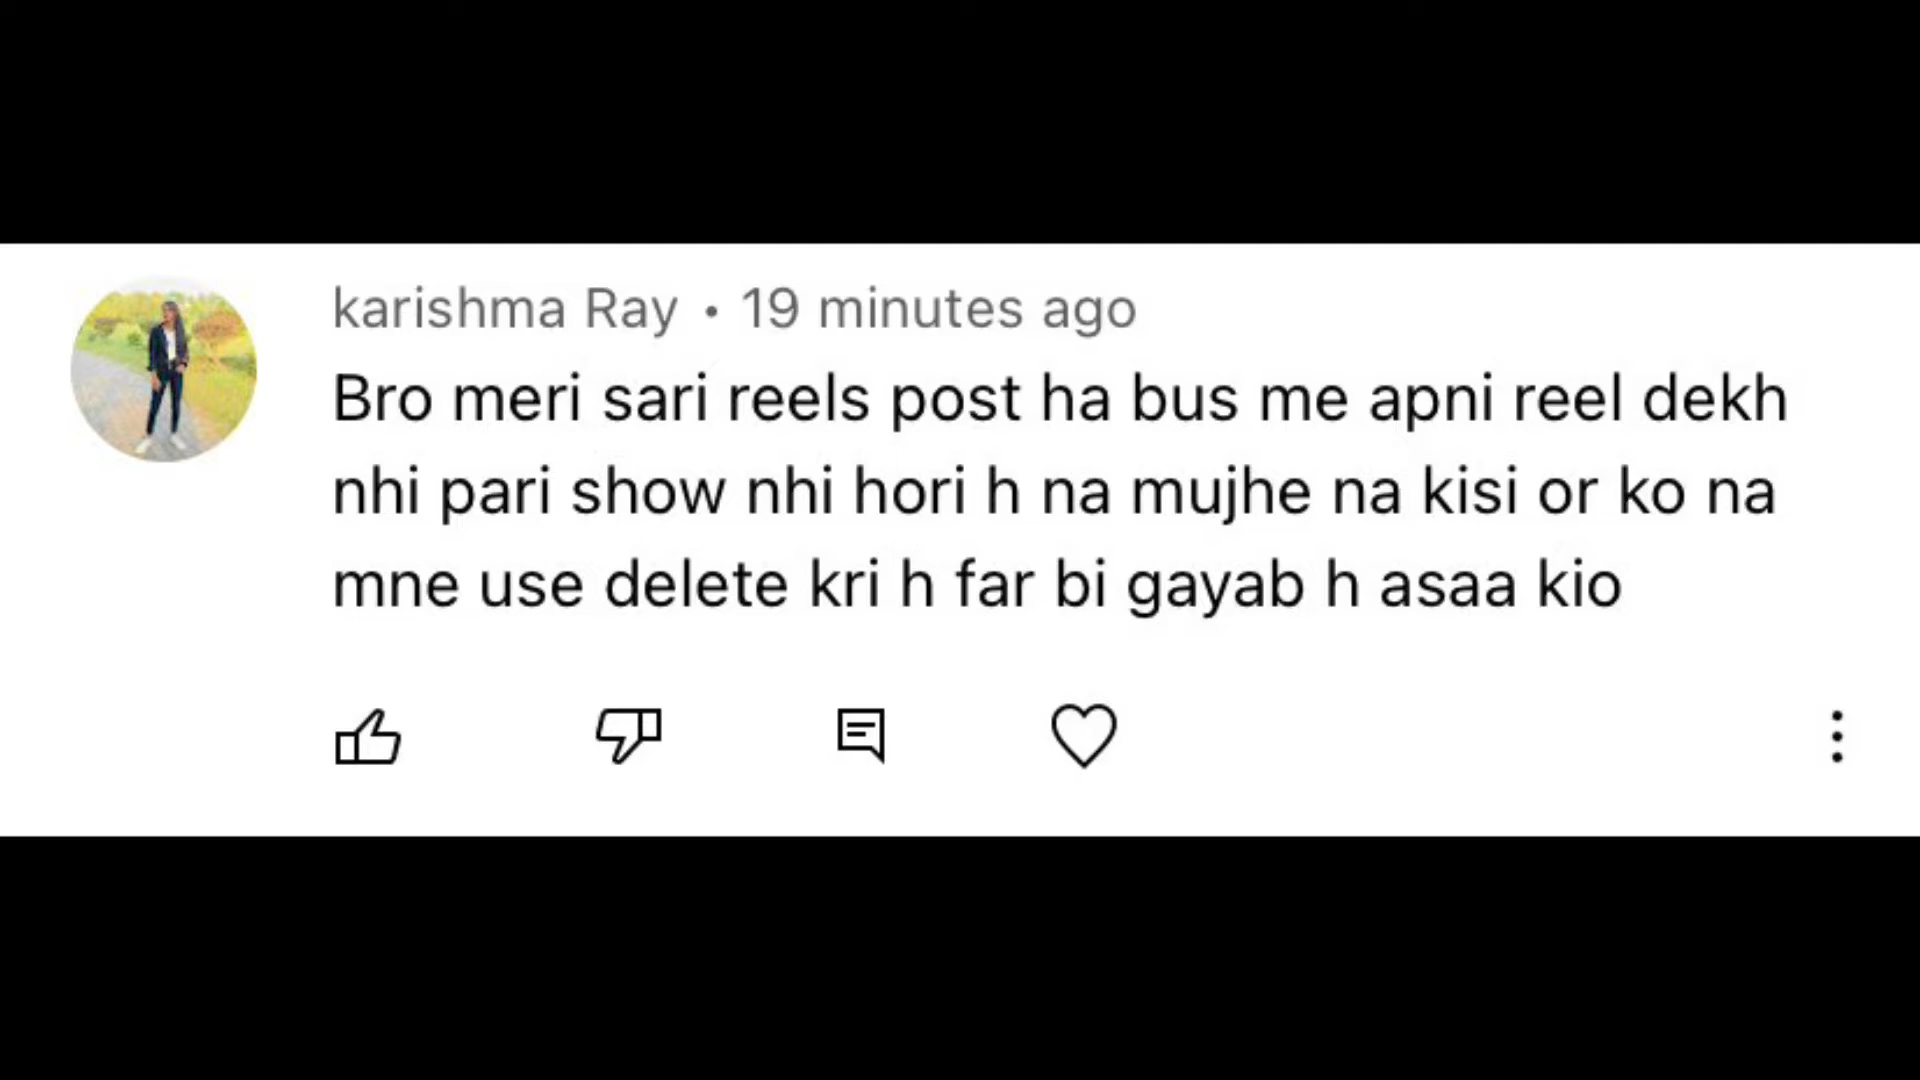 karishma Ray • 19 minutes ago
Bro meri sari reels post ha bus me apni reel dekh
nhi pari show nhi hori h na mujhe na kisi or ko na
mne use delete kri h far bi gayab h asaa kio